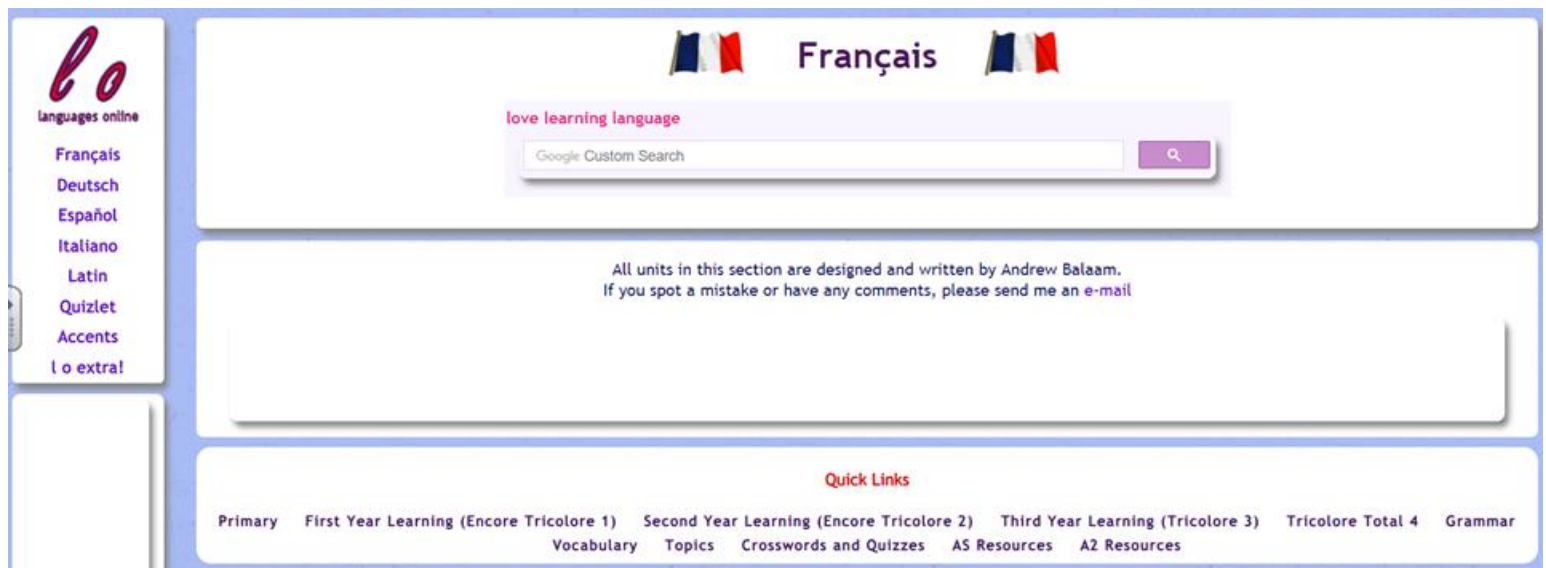 l o
languages online
Français
Deutsch
Español
Italiano
Latin
Quizlet
Accents
l o extra!
Français
love learning language
Google Custom Search
All units in this section are designed and written by Andrew Balaam.
If you spot a mistake or have any comments, please send me an e-mail
Quick Links
Primary First Year Learning (Encore Tricolore 1) Second Year Learning (Encore Tricolore 2) Third Year Learning (Tricolore 3) Tricolore Total 4 Grammar
Vocabulary Topics Crosswords and Quizzes AS Resources A2 Resources